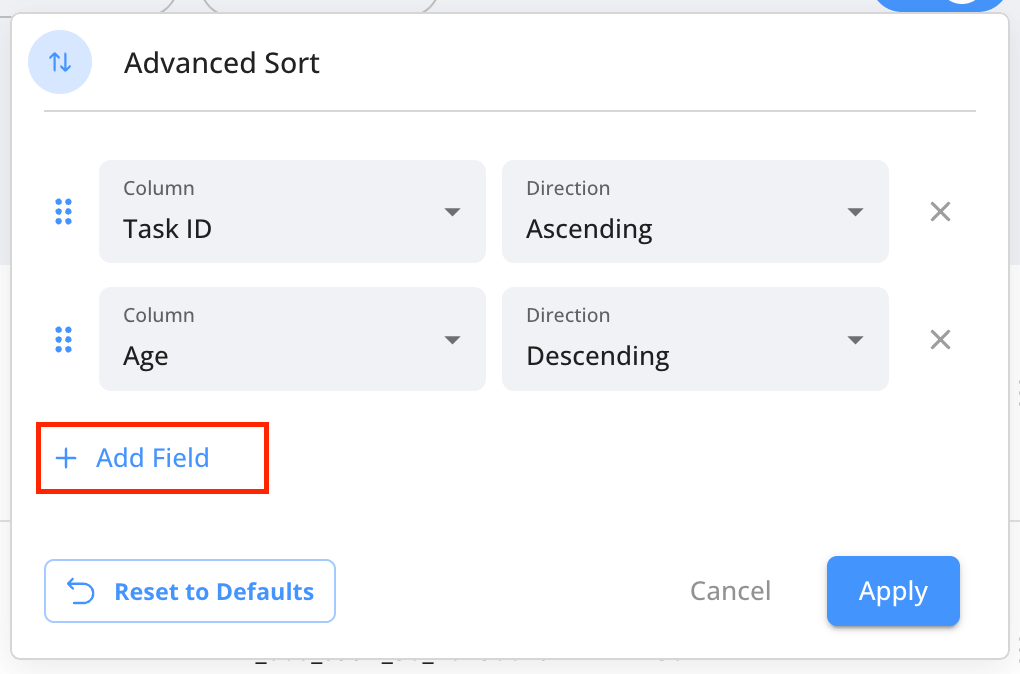 Advanced Sort
Column
Task ID
Direction
Ascending
Column
Age
Direction
Descending
Add Field
Reset to Defaults
Cancel
Apply